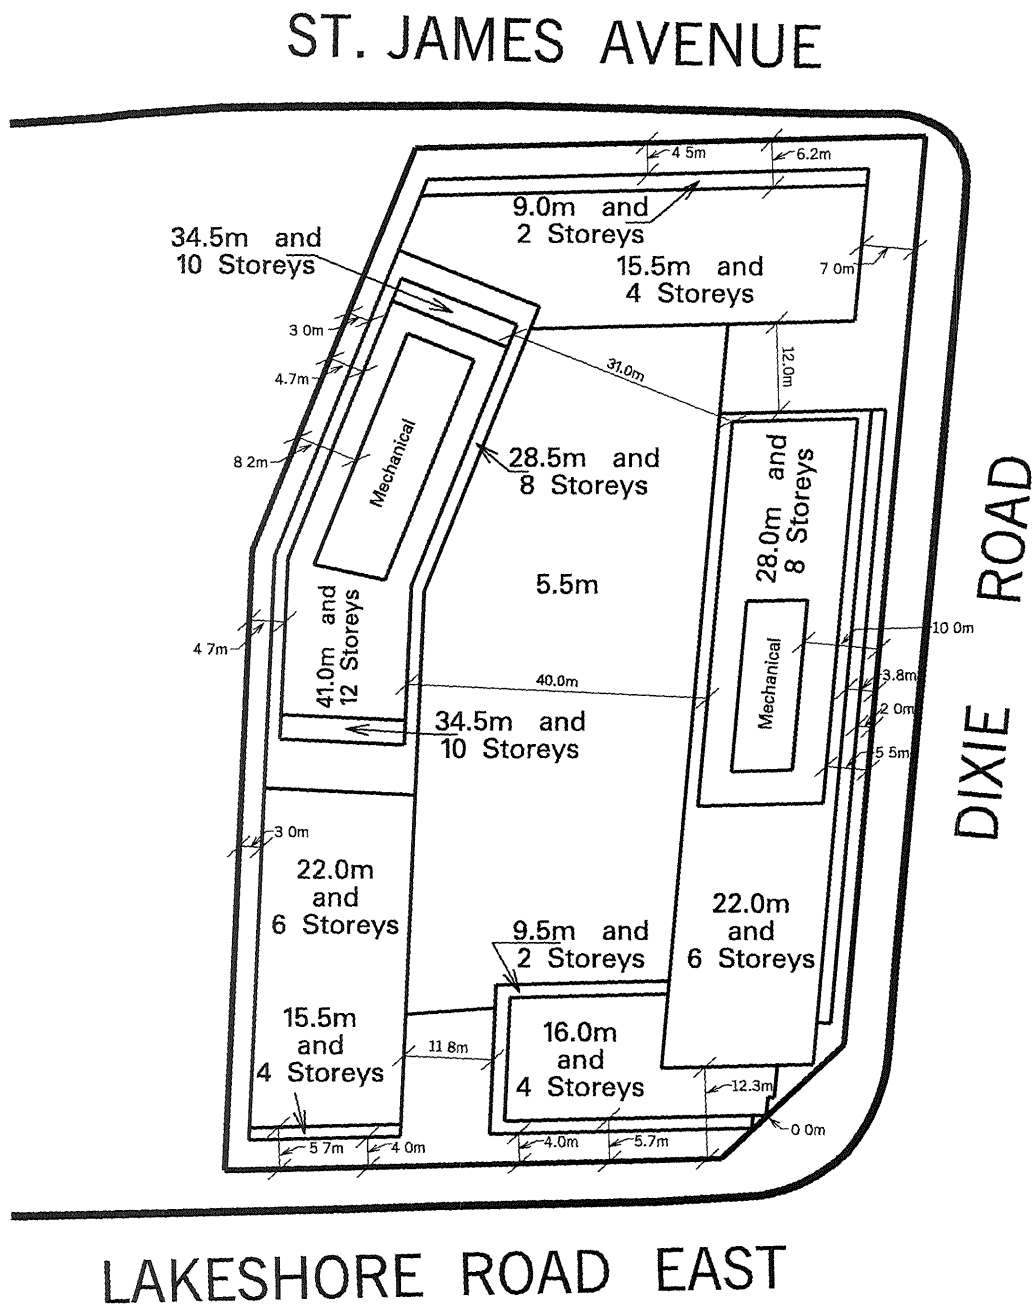 ST. JAMES AVENUE
4 5m
6.2m
9.0m and
2 Storeys
34.5m and
10 Storeys
15.5m and
4 Storeys
7 0m
3 0m
31.0m
12.0m
4.7m
Mechanical
8 2m
28.5m and
8 Storeys
28.0m and
8 Storeys
DIXIE ROAD
5.5m
41.0m and
12 Storeys
4 7m
10 0m
Mechanical
3.8m
40.0m
2 0m
34.5m and
10 Storeys
5 5m
3 0m
22.0m
and
6 Storeys
22.0m
and
6 Storeys
9.5m and
2 Storeys
15.5m
and
4 Storeys
11 8m
16.0m
and
4 Storeys
12.3m
0 0m
5 7m
4 0m
4.0m
5.7m
LAKESHORE ROAD EAST